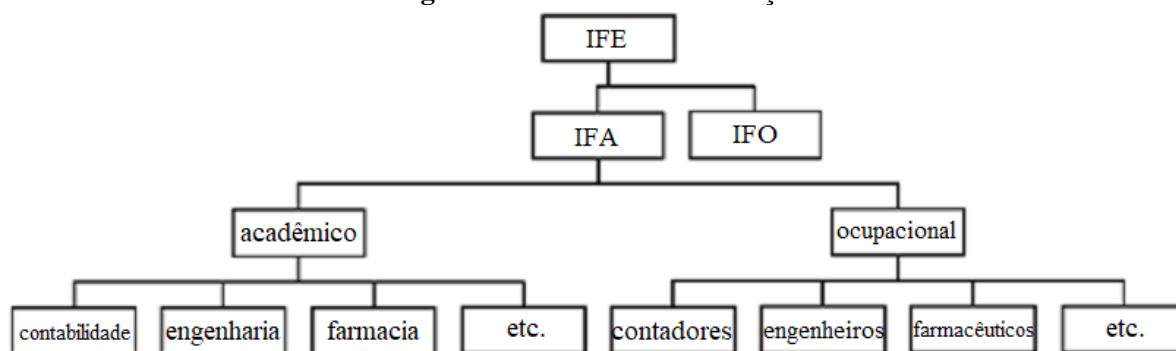 IFE
IFA
IFO
acadêmico
ocupacional
contabilidade
engenharia
farmacia
etc.
contadores
engenheiros
farmacêuticos
etc.